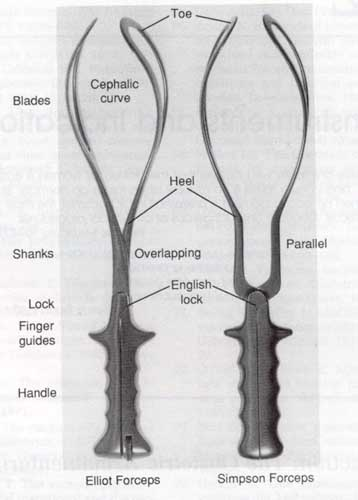 Toe
Cephalic
curve
Blades
Heel
Shanks
Overlapping
Parallel
English
lock
Lock
Finger
guides
Handle
Elliot Forceps
Simpson Forceps